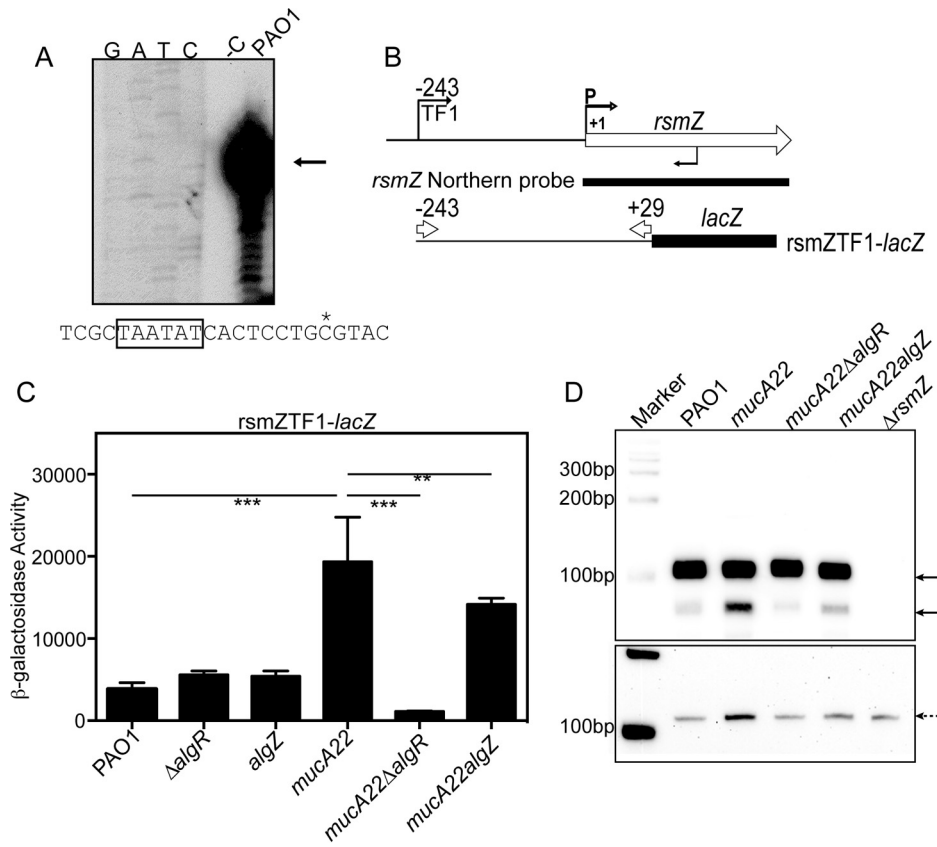 A
G A T C -C PAO1
TCGCTAATATCACTCCTGCGTAC
*
B
-243
TF1
P
+1
rsmZ
rsmZ Northern probe
-243
+29
lacZ
rsmZTF1-lacZ
C
rsmZTF1-lacZ
β-galactosidase Activity
30000
20000
10000
0
***
**
***
PAO1
ΔalgR
algZ
mucA22
mucA22ΔalgR
mucA22algZ
D
Marker
PAO1
mucA22
mucA22ΔalgR
mucA22algZ
ΔrsmZ
300bp
200bp
100bp
100bp